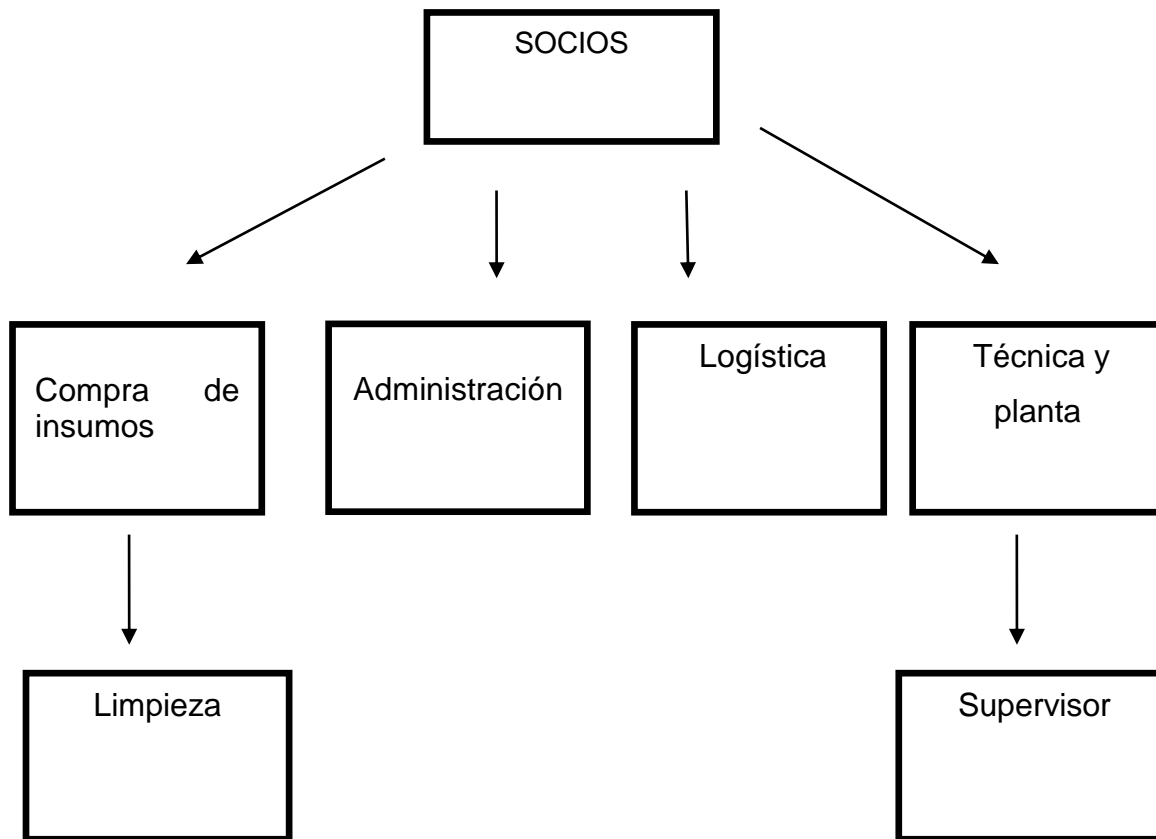 SOCIOS
Compra de
insumos
Administración
Logística
Técnica y
planta
Limpieza
Supervisor